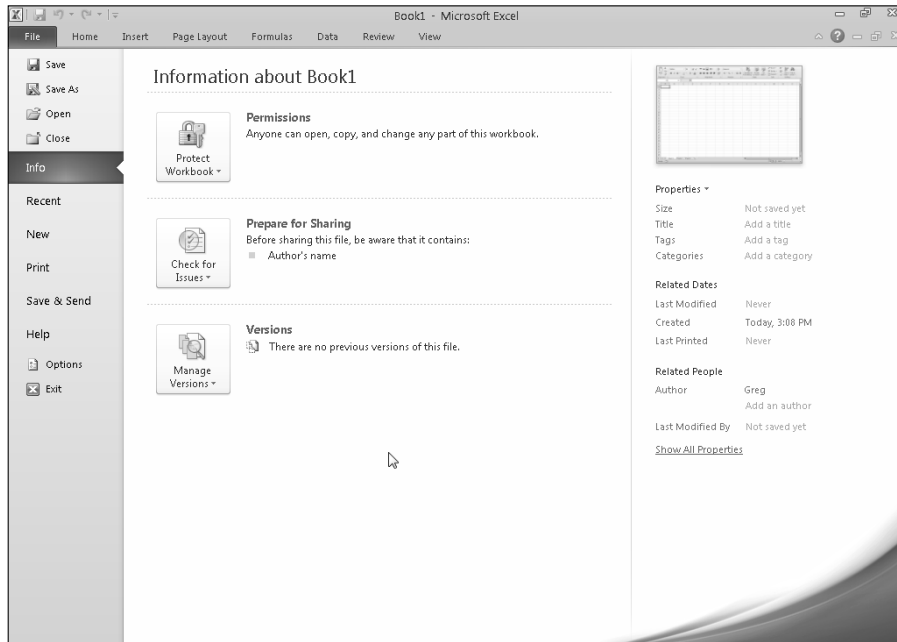 Book1 - Microsoft Excel
File Home Insert Page Layout Formulas Data Review View
Save
Save As
Open
Close
Info
Recent
New
Print
Save & Send
Help
Options
Exit
Information about Book1
Protect
Workbook
Permissions
Anyone can open, copy, and change any part of this workbook.
Check for
Issues
Prepare for Sharing
Before sharing this file, be aware that it contains:
Author's name
Manage
Versions
Versions
There are no previous versions of this file.
Properties
Size Not saved yet
Title Add a title
Tags Add a tag
Categories Add a category
Related Dates
Last Modified Never
Created Today, 3:08 PM
Last Printed Never
Related People
Author Greg
Add an author
Last Modified By Not saved yet
Show All Properties